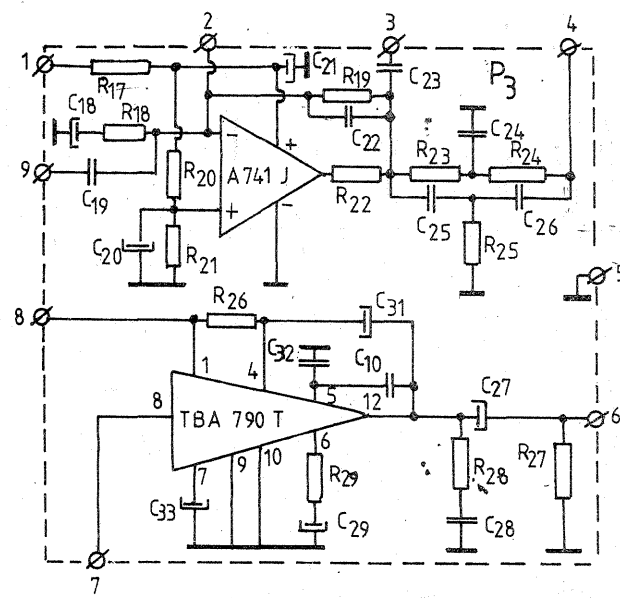 2
3
4
1
R17
C21
R19
C23
P3
C18
R18
C22
C24
−
+
A741 J
R20
R22
R23
R24
9
C19
+
−
C20
R21
C25
R25
C26
5
8
R26
C31
1
4
C32
C10
5
12
8
TBA 790 T
C27
6
6
7
9
10
R29
R28
R27
C33
C29
C28
7